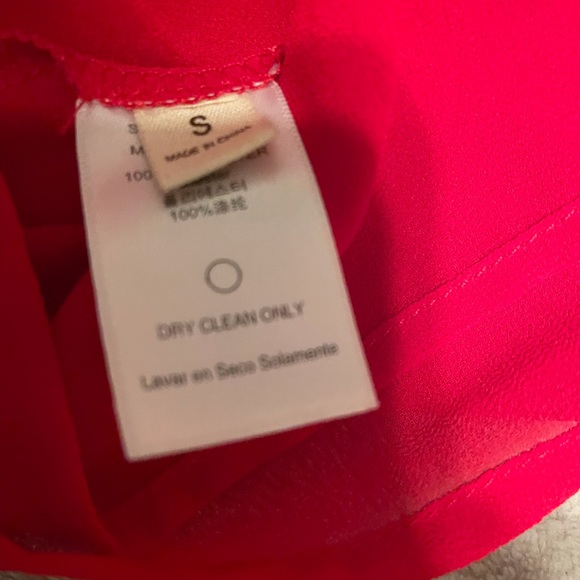 S
MADE IN CHINA
100
폴리에스터
100%涤纶
DRY CLEAN ONLY
Lavar en Seco Solamente